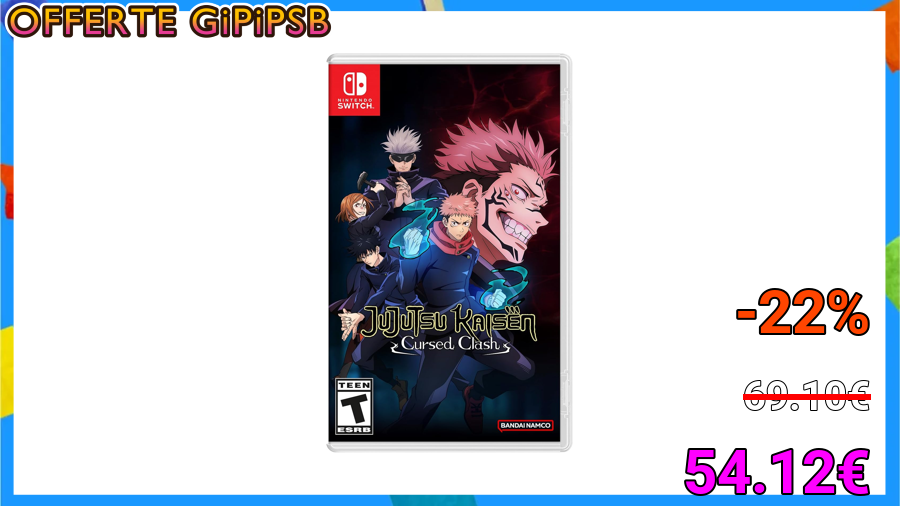 OFFERTE GiPiPSB
NINTENDO
SWITCH.
JUJUTSU KAISEN
Cursed Clash
TEEN
T
ESRB
BANDAI NAMCO
-22%
69.10€
54.12€